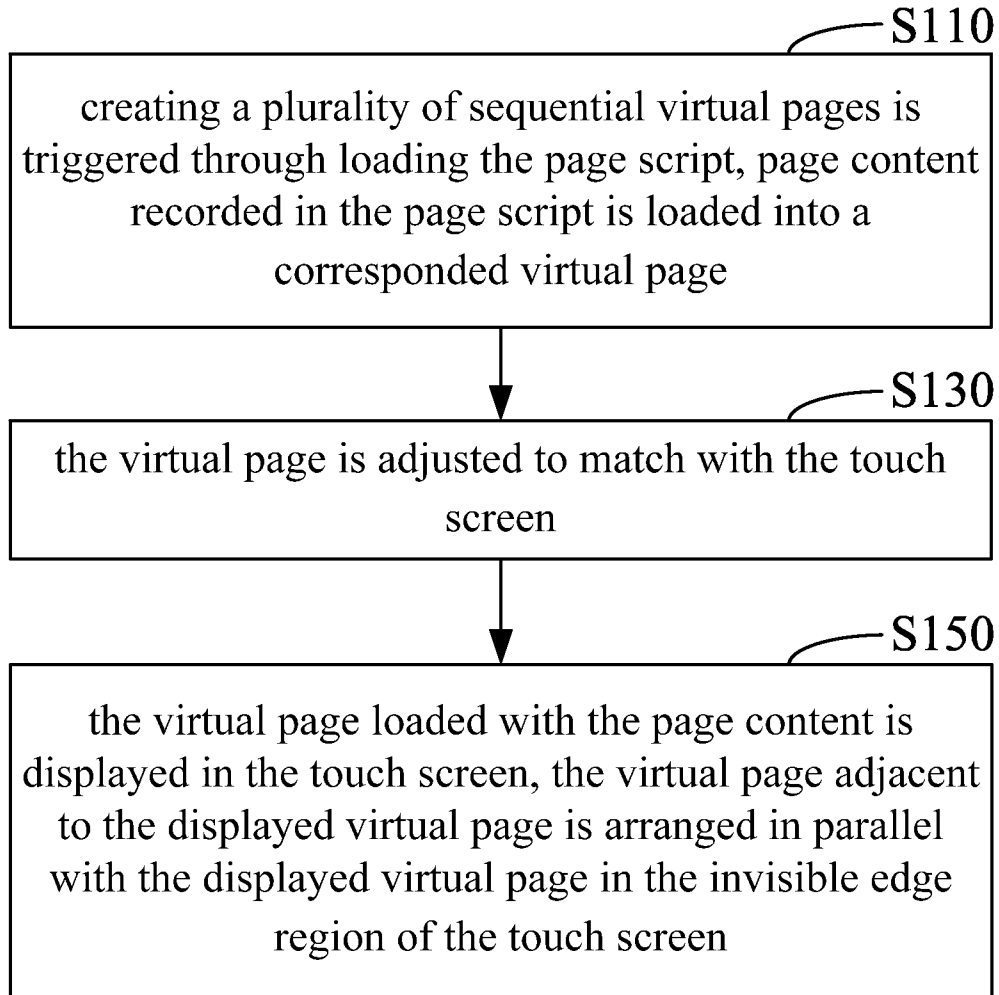 S110
creating a plurality of sequential virtual pages is
triggered through loading the page script, page content
recorded in the page script is loaded into a
corresponded virtual page
S130
the virtual page is adjusted to match with the touch
screen
S150
the virtual page loaded with the page content is
displayed in the touch screen, the virtual page adjacent
to the displayed virtual page is arranged in parallel
with the displayed virtual page in the invisible edge
region of the touch screen